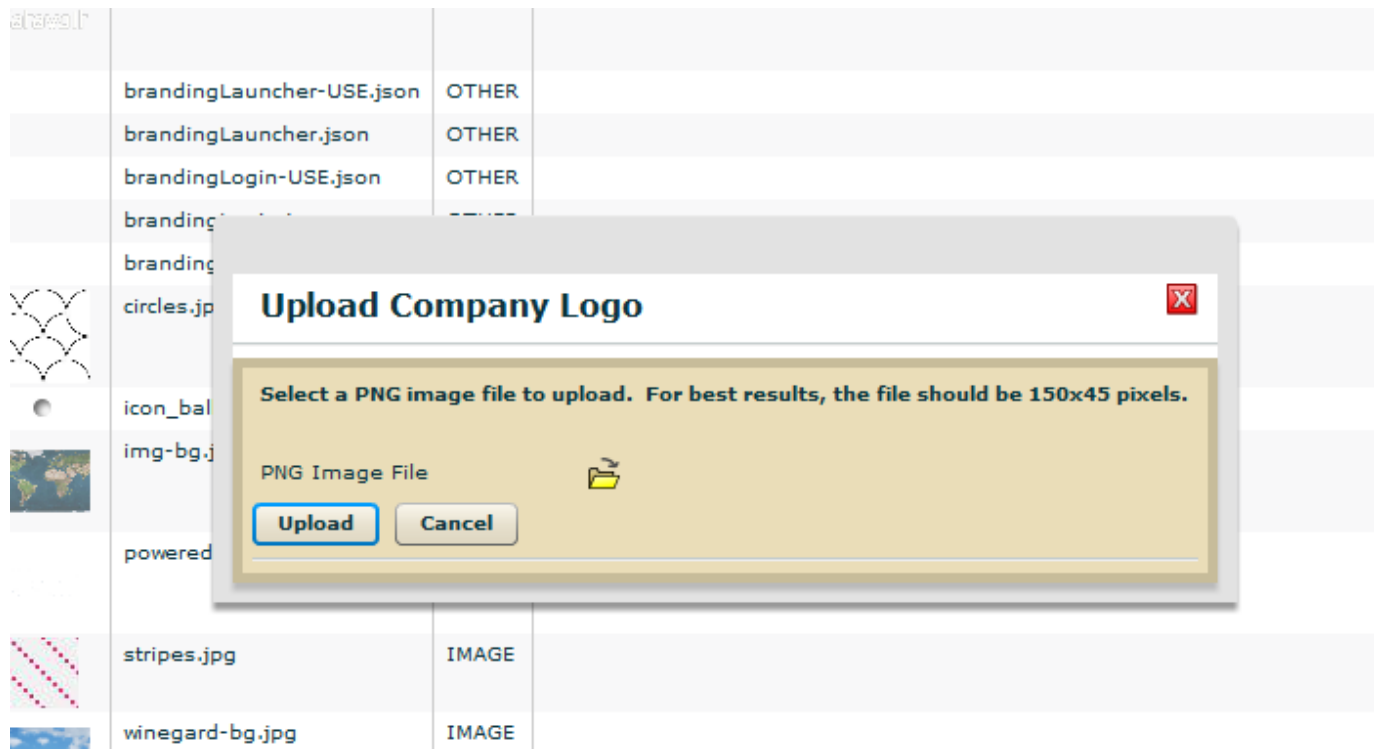 brandingLauncher-USE.json OTHER
brandingLauncher.json OTHER
brandingLogin-USE.json OTHER
branding
branding
circles.jp
Upload Company Logo
X
Select a PNG image file to upload. For best results, the file should be 150x45 pixels.
icon_bal
img-bg.j
PNG Image File
Upload Cancel
powered
stripes.jpg IMAGE
winegard-bg.jpg IMAGE